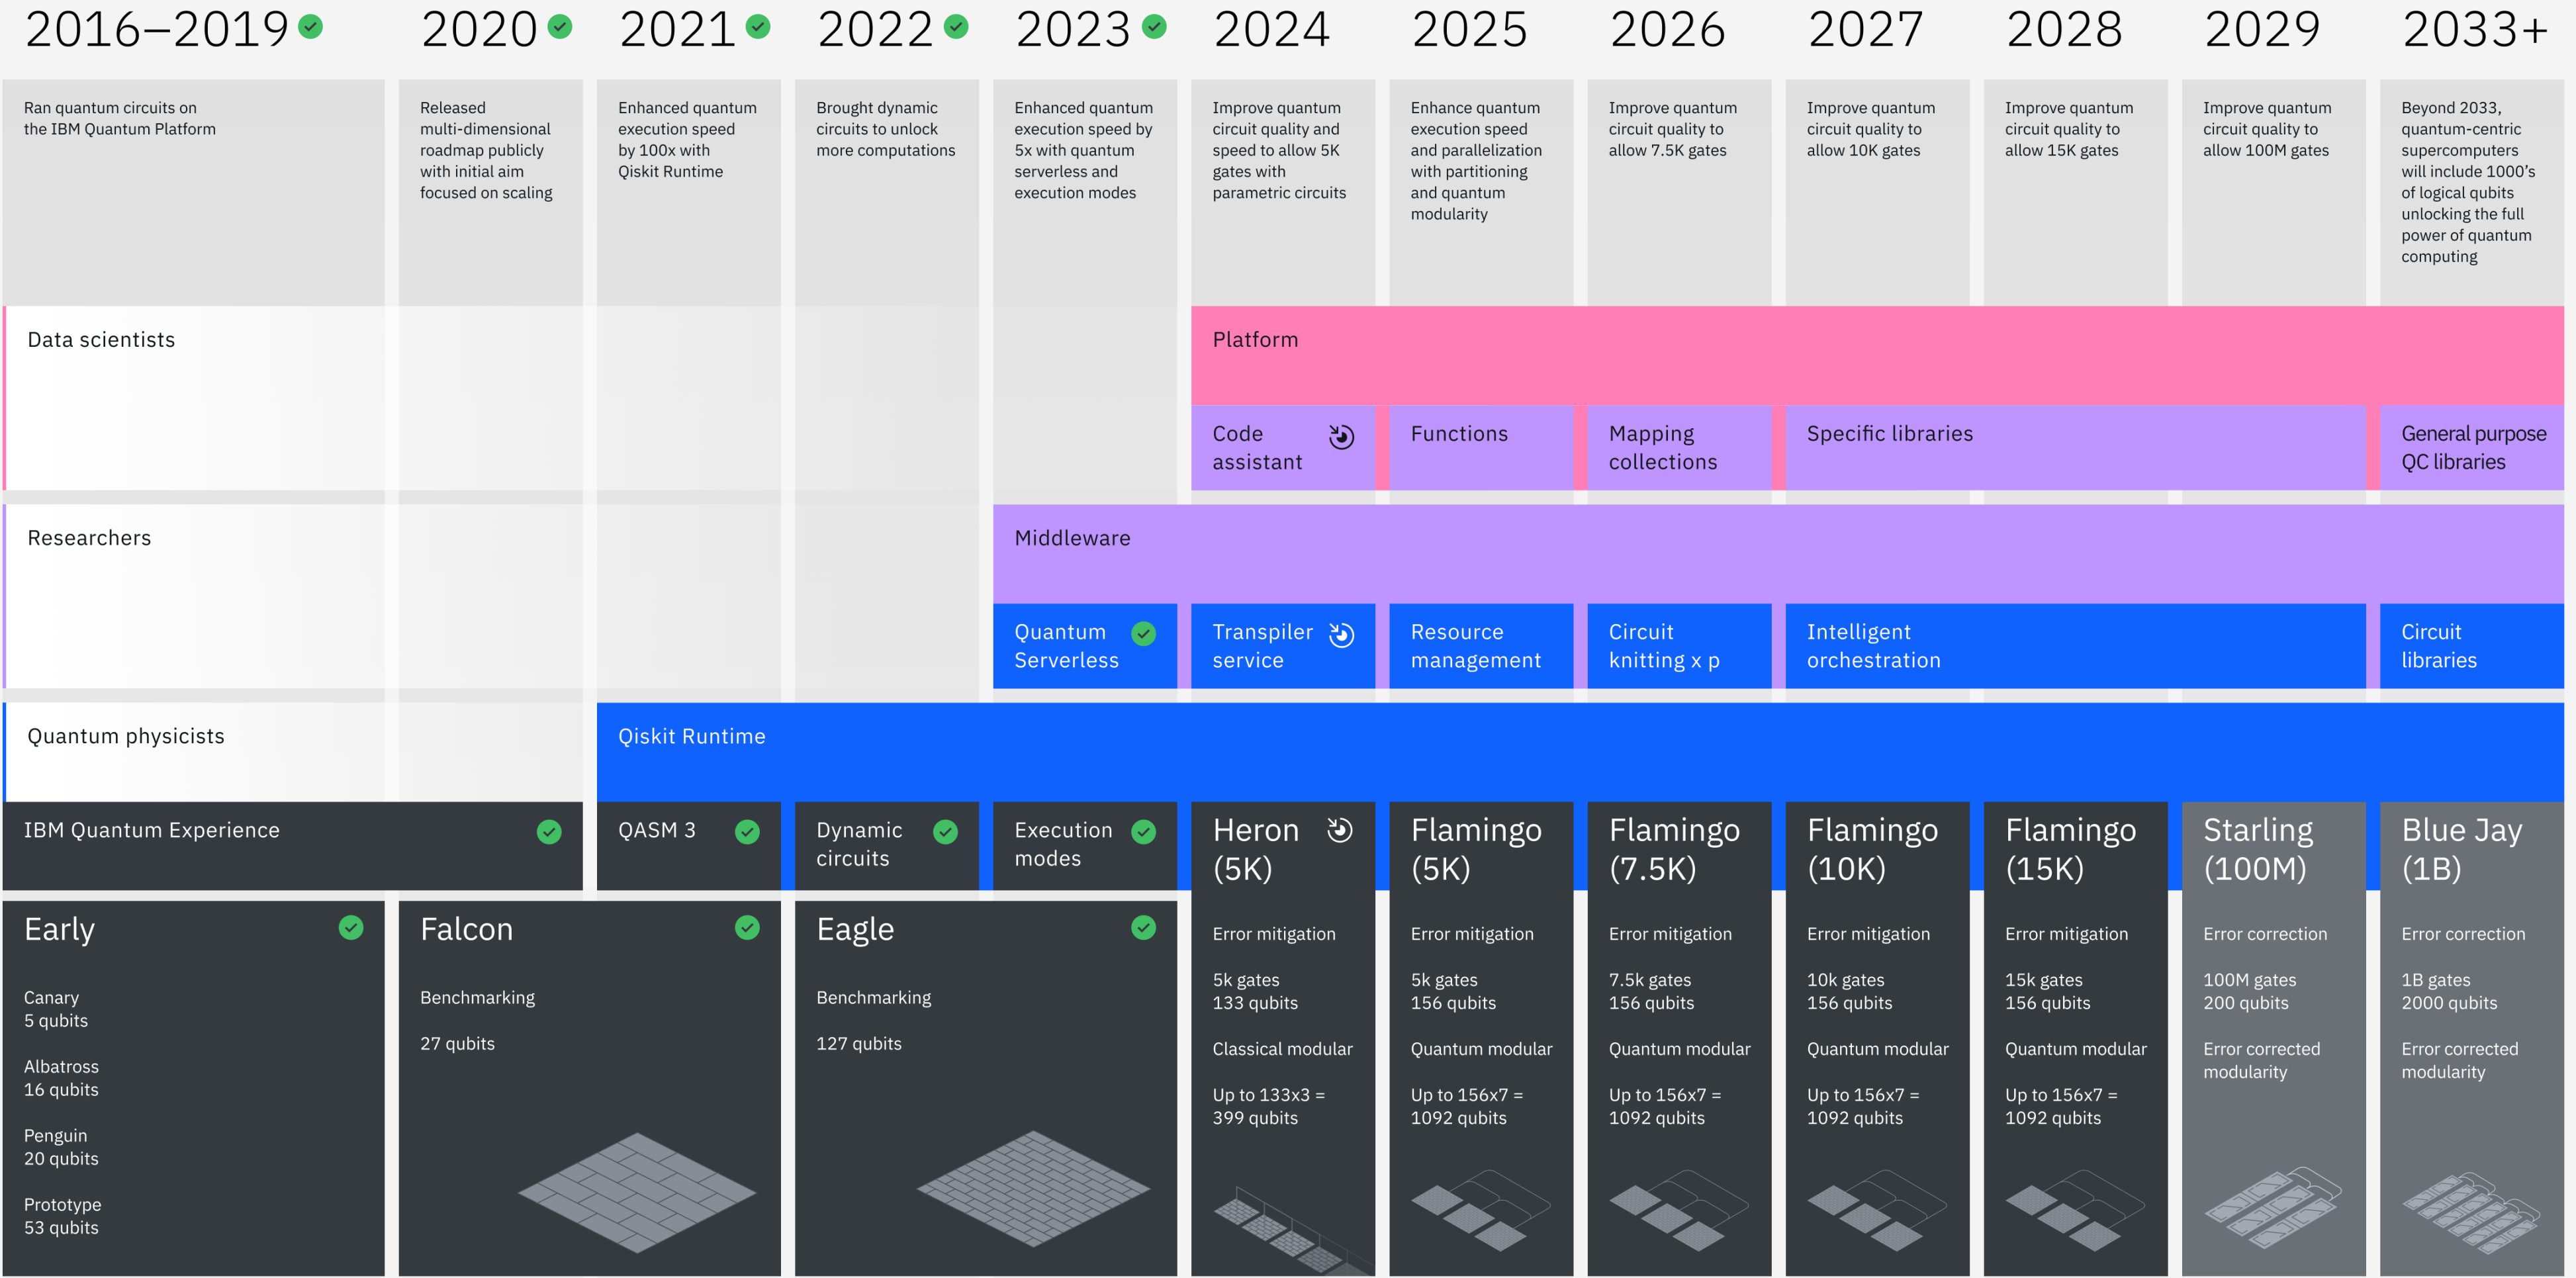 2016–2019
2020
2021
2022
2023
2024
2025
2026
2027
2028
2029
2033+
Ran quantum circuits on
the IBM Quantum Platform
Released
multi-dimensional
roadmap publicly
with initial aim
focused on scaling
Enhanced quantum
execution speed
by 100x with
Qiskit Runtime
Brought dynamic
circuits to unlock
more computations
Enhanced quantum
execution speed by
5x with quantum
serverless and
execution modes
Improve quantum
circuit quality and
speed to allow 5K
gates with
parametric circuits
Enhance quantum
execution speed
and parallelization
with partitioning
and quantum
modularity
Improve quantum
circuit quality to
allow 7.5K gates
Improve quantum
circuit quality to
allow 10K gates
Improve quantum
circuit quality to
allow 15K gates
Improve quantum
circuit quality to
allow 100M gates
Beyond 2033,
quantum-centric
supercomputers
will include 1000's
of logical qubits
unlocking the full
power of quantum
computing
Data scientists
Platform
Code
assistant
Functions
Mapping
collections
Specific libraries
General purpose
QC libraries
Researchers
Middleware
Quantum
Serverless
Transpiler
service
Resource
management
Circuit
knitting x p
Intelligent
orchestration
Circuit
libraries
Quantum physicists
Qiskit Runtime
IBM Quantum Experience
QASM 3
Dynamic
circuits
Execution
modes
Early
Canary
5 qubits
Albatross
16 qubits
Penguin
20 qubits
Prototype
53 qubits
Falcon
Benchmarking
27 qubits
Eagle
Benchmarking
127 qubits
Heron
(5K)
Error mitigation
5k gates
133 qubits
Classical modular
Up to 133x3 =
399 qubits
Flamingo
(5K)
Error mitigation
5k gates
156 qubits
Quantum modular
Up to 156x7 =
1092 qubits
Flamingo
(7.5K)
Error mitigation
7.5k gates
156 qubits
Quantum modular
Up to 156x7 =
1092 qubits
Flamingo
(10K)
Error mitigation
10k gates
156 qubits
Quantum modular
Up to 156x7 =
1092 qubits
Flamingo
(15K)
Error mitigation
15k gates
156 qubits
Quantum modular
Up to 156x7 =
1092 qubits
Starling
(100M)
Error correction
100M gates
200 qubits
Error corrected
modularity
Blue Jay
(1B)
Error correction
1B gates
2000 qubits
Error corrected
modularity